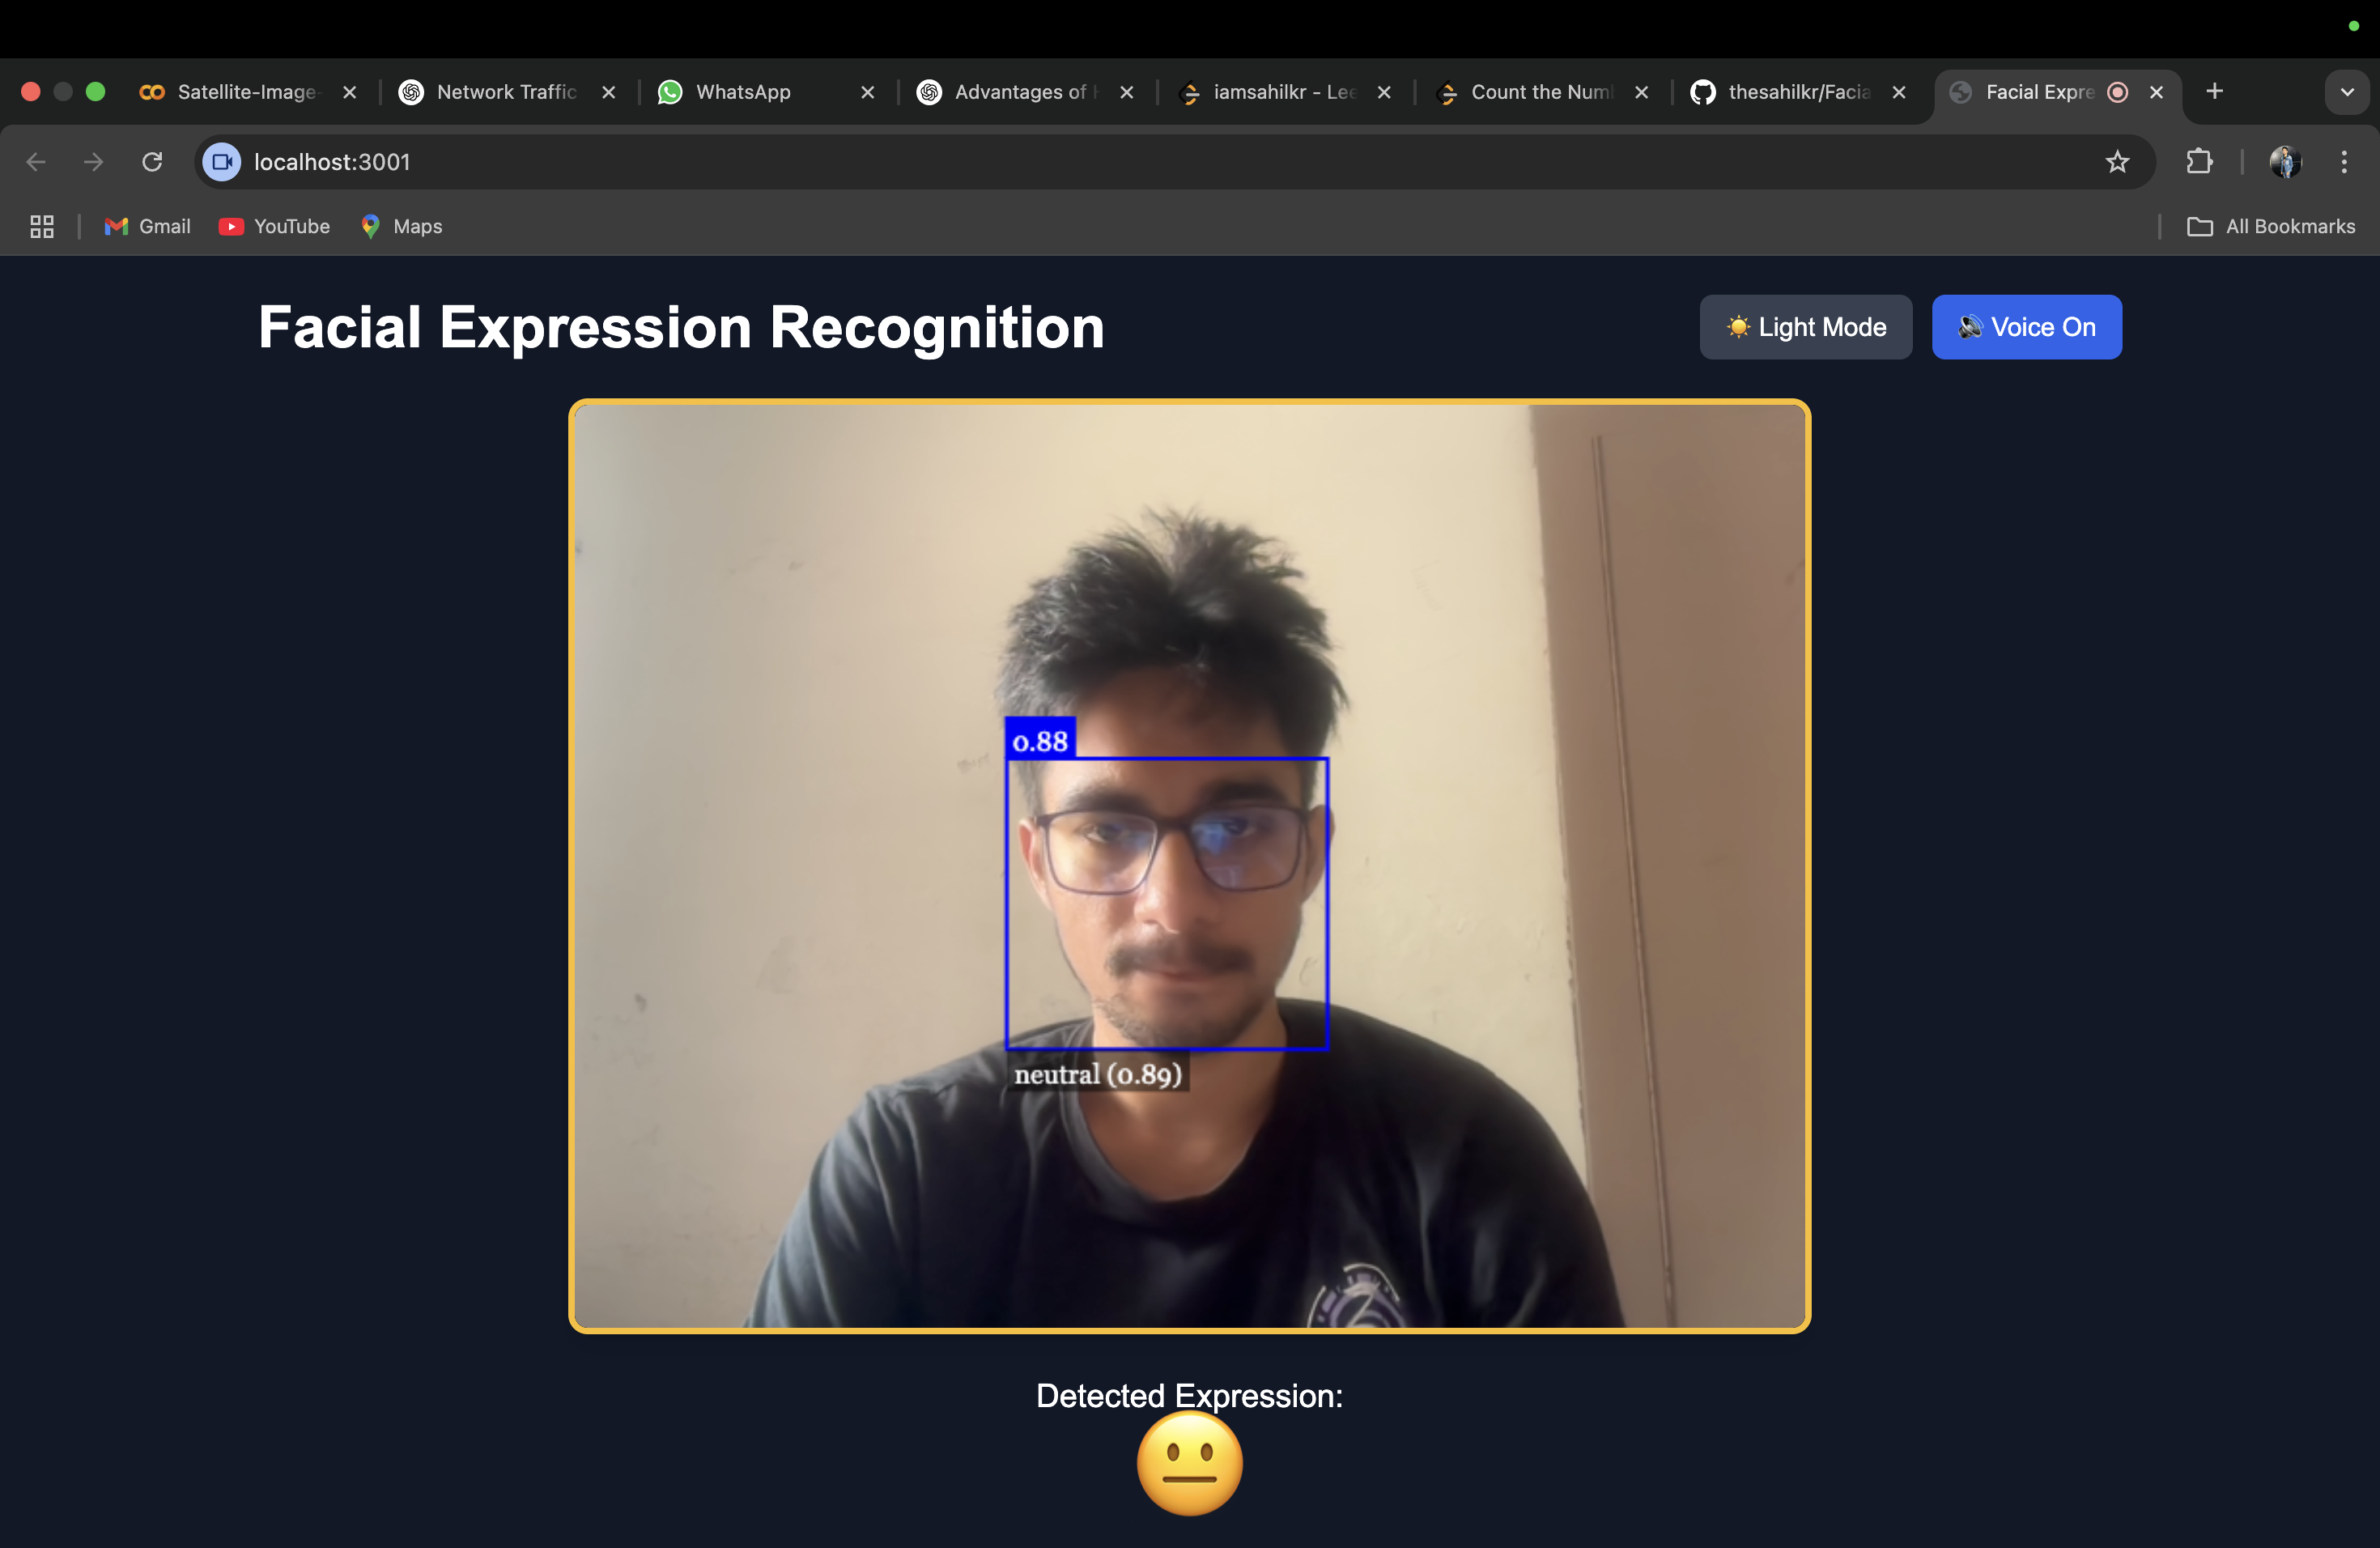 Satellite-Image-
Network Traffic
WhatsApp
Advantages of
iamsahilkr - Lee
Count the Num
thesahilkr/Facia
Facial Expre
localhost:3001
Gmail
YouTube
Maps
All Bookmarks
Facial Expression Recognition
Light Mode
Voice On
0.88
neutral (0.89)
Detected Expression: